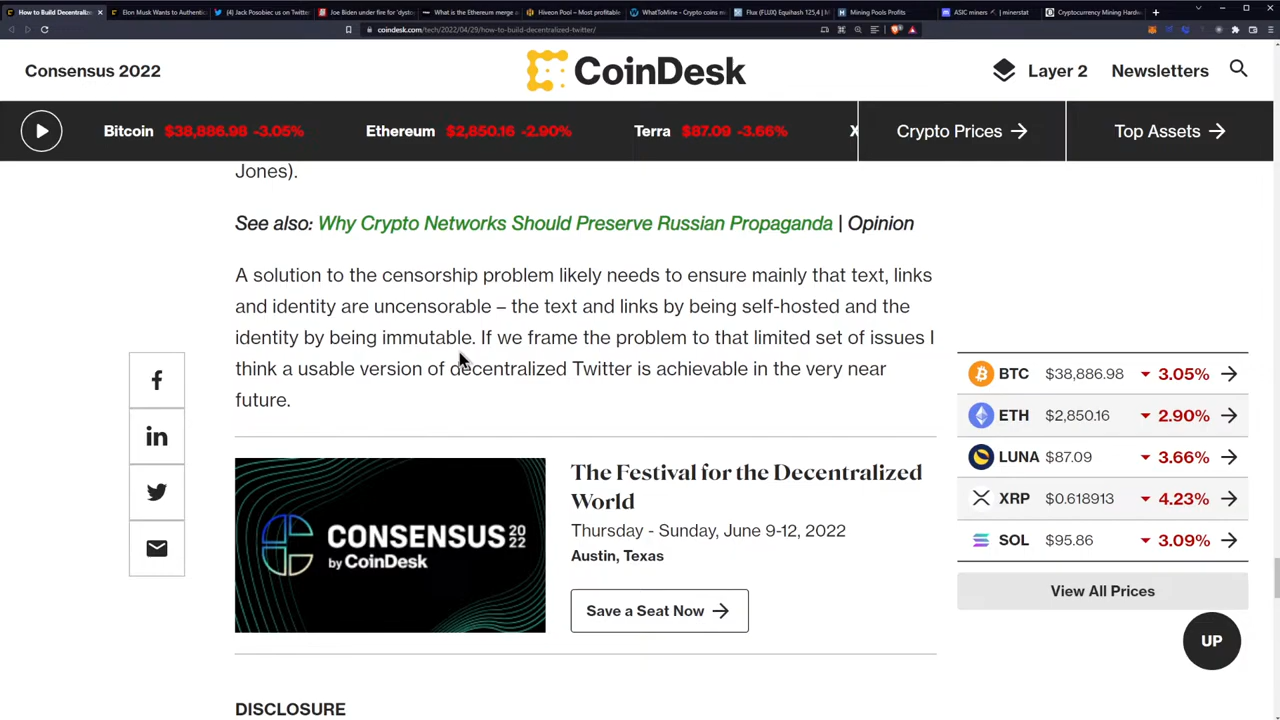 How to Build Decentraliz
Elon Musk Wants to Authentic
(4) Jack Posobiec us on Twitter
Joe Biden under fire for 'dysto
What is the Ethereum merge a
Hiveon Pool – Most profitable
WhatToMine - Crypto coins m
Flux (FLUX) Equihash 125,4 | M
Mining Pools Profits
ASIC miners ⛏ | minerstat
Cryptocurrency Mining Hardw
coindesk.com/tech/2022/04/29/how-to-build-decentralized-twitter/
Consensus 2022
CoinDesk
Layer 2
Newsletters
Bitcoin $38,886.98 -3.05%
Ethereum $2,850.16 -2.90%
Terra $87.09 -3.66%
X
Crypto Prices →
Top Assets →
Jones).
See also: Why Crypto Networks Should Preserve Russian Propaganda | Opinion
A solution to the censorship problem likely needs to ensure mainly that text, links
and identity are uncensorable – the text and links by being self-hosted and the
identity by being immutable. If we frame the problem to that limited set of issues I
think a usable version of decentralized Twitter is achievable in the very near
future.
BTC $38,886.98 ▼ 3.05% →
ETH $2,850.16 ▼ 2.90% →
LUNA $87.09 ▼ 3.66% →
XRP $0.618913 ▼ 4.23% →
SOL $95.86 ▼ 3.09% →
View All Prices
UP
CONSENSUS 2022
by CoinDesk
The Festival for the Decentralized
World
Thursday - Sunday, June 9-12, 2022
Austin, Texas
Save a Seat Now →
DISCLOSURE